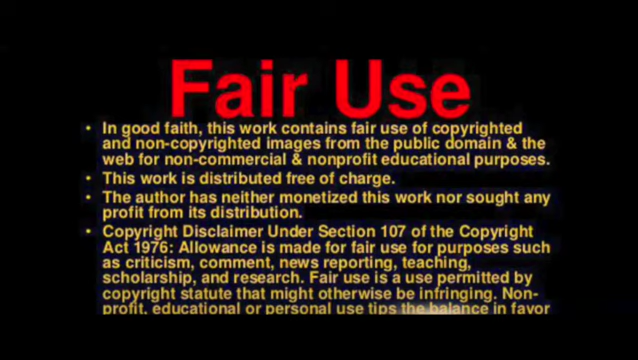 Fair Use
• In good faith, this work contains fair use of copyrighted
and non-copyrighted images from the public domain & the
web for non-commercial & nonprofit educational purposes.
• This work is distributed free of charge.
• The author has neither monetized this work nor sought any
profit from its distribution.
• Copyright Disclaimer Under Section 107 of the Copyright
Act 1976: Allowance is made for fair use for purposes such
as criticism, comment, news reporting, teaching,
scholarship, and research. Fair use is a use permitted by
copyright statute that might otherwise be infringing. Non-
profit, educational or personal use tips the balance in favor